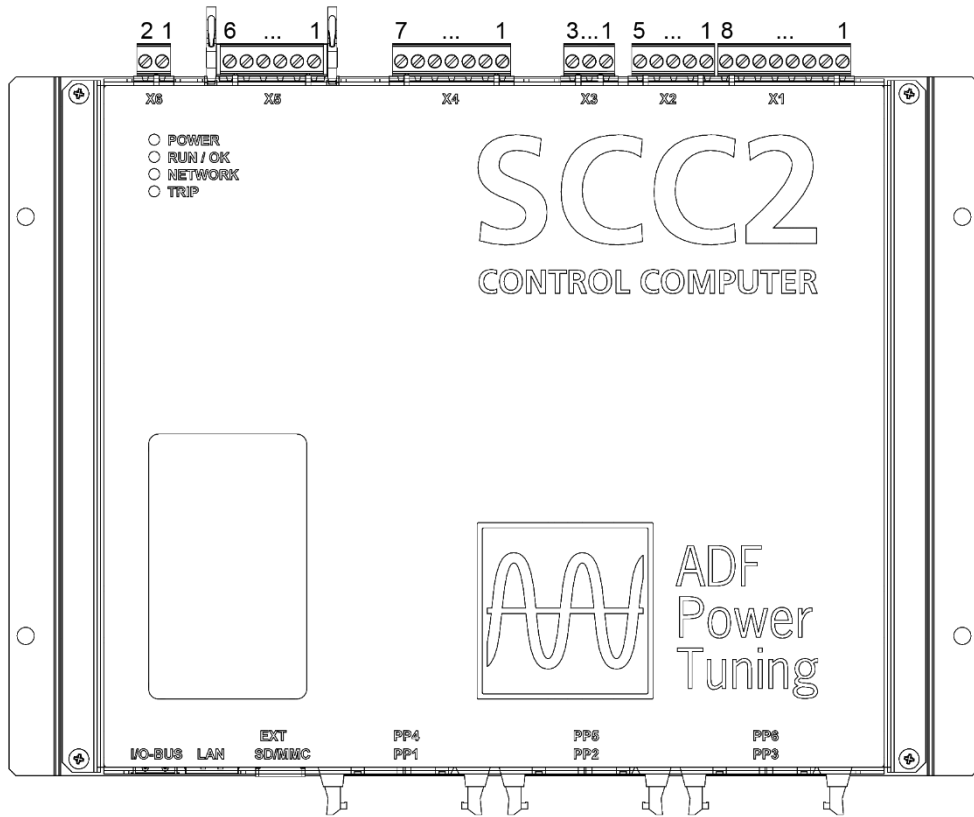 2 1 6 ... 1 7 ... 1 3...1 5 ... 1 8 ... 1
X6 X5 X4 X3 X2 X1
POWER
RUN / OK
NETWORK
TRIP
SCC2
CONTROL COMPUTER
ADF
Power
Tuning
EXT PP4 PP5 PP6
I/O-BUS LAN SD/MMC PP1 PP2 PP3